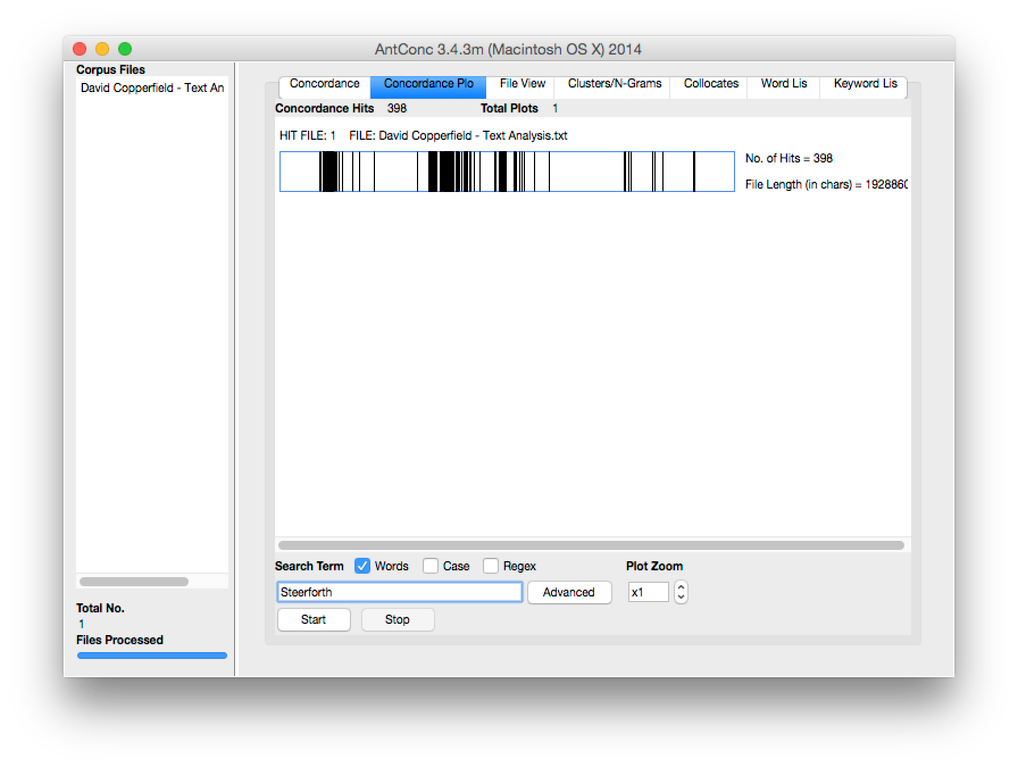 AntConc 3.4.3m (Macintosh OS X) 2014
Corpus Files
David Copperfield - Text An
Concordance Concordance Plo File View Clusters/N-Grams Collocates Word Lis Keyword Lis
Concordance Hits 398 Total Plots 1
HIT FILE: 1 FILE: David Copperfield - Text Analysis.txt
No. of Hits = 398
File Length (in chars) = 1928860
Search Term Words Case Regex Plot Zoom
Steerforth Advanced x1
Start Stop
Total No.
1
Files Processed